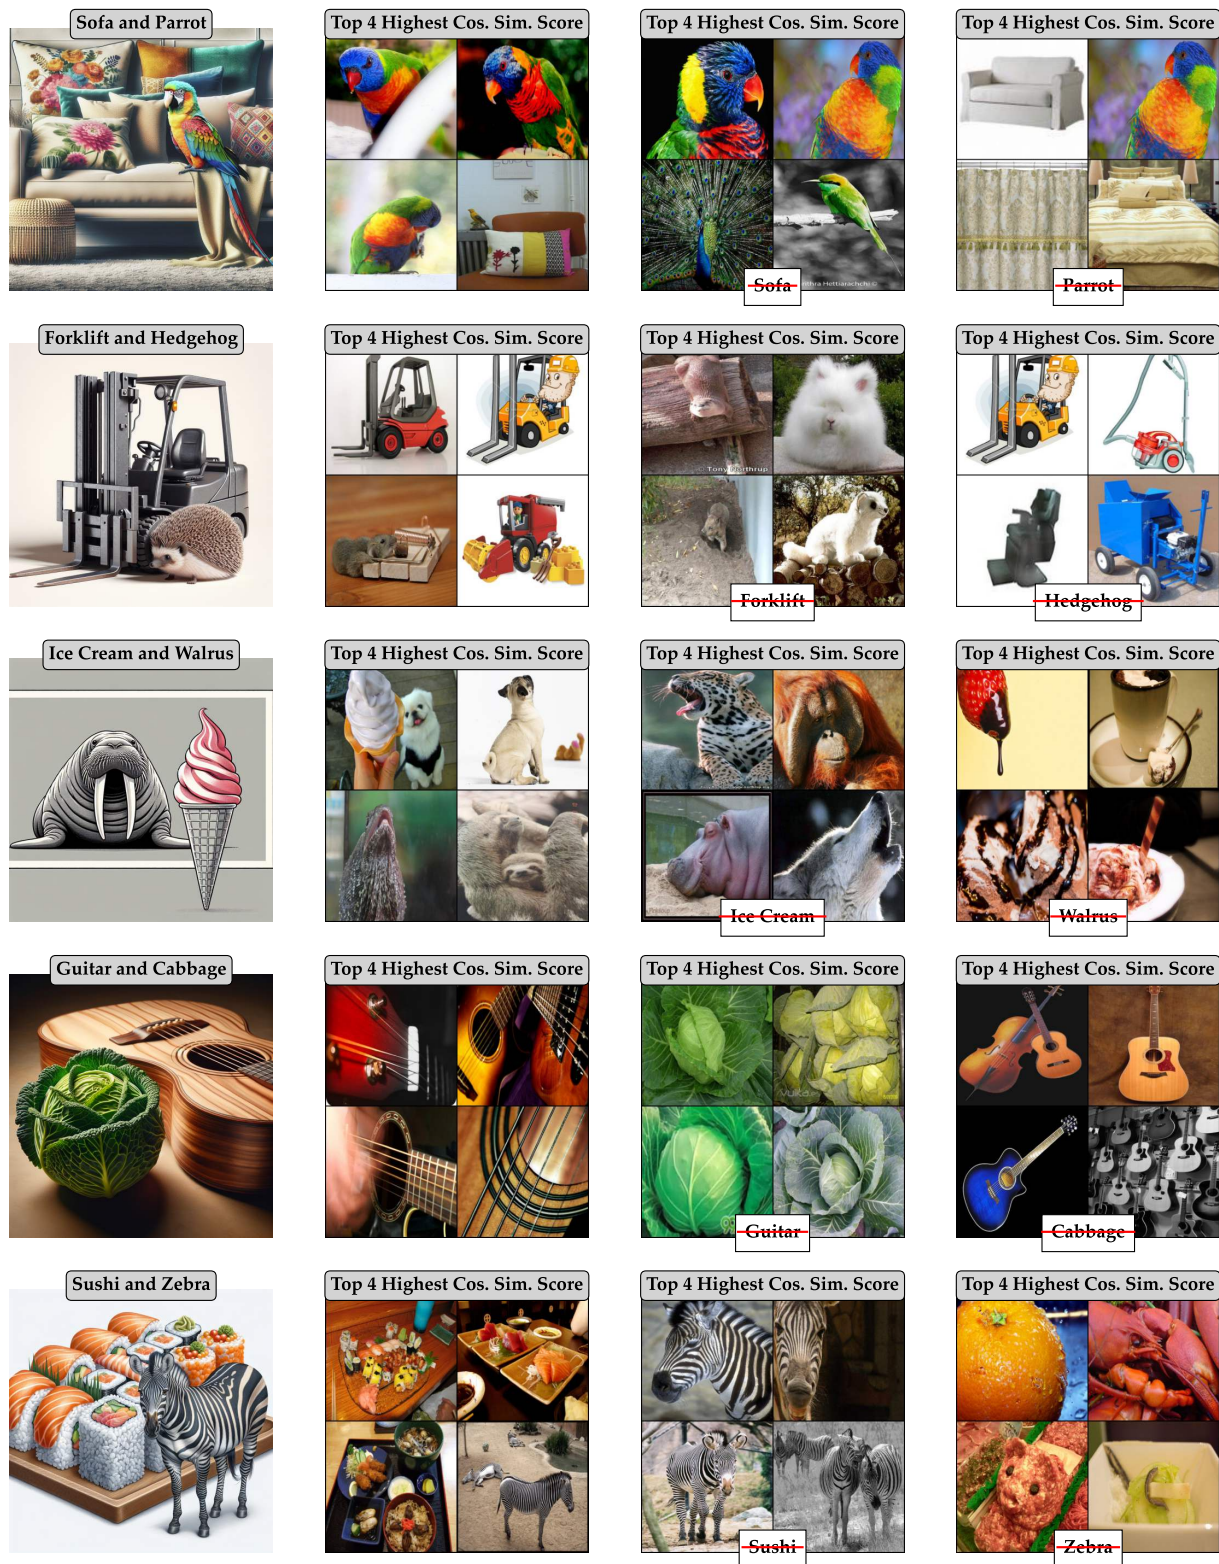 Sofa and Parrot
Top 4 Highest Cos. Sim. Score
Top 4 Highest Cos. Sim. Score
Top 4 Highest Cos. Sim. Score
Sofa
Parrot
Forklift and Hedgehog
Top 4 Highest Cos. Sim. Score
Top 4 Highest Cos. Sim. Score
Top 4 Highest Cos. Sim. Score
© Tony Northrup
Forklift
Hedgehog
Ice Cream and Walrus
Top 4 Highest Cos. Sim. Score
Top 4 Highest Cos. Sim. Score
Top 4 Highest Cos. Sim. Score
Ice Cream
Walrus
Guitar and Cabbage
Top 4 Highest Cos. Sim. Score
Top 4 Highest Cos. Sim. Score
Top 4 Highest Cos. Sim. Score
Guitar
Cabbage
Sushi and Zebra
Top 4 Highest Cos. Sim. Score
Top 4 Highest Cos. Sim. Score
Top 4 Highest Cos. Sim. Score
Sushi
Zebra